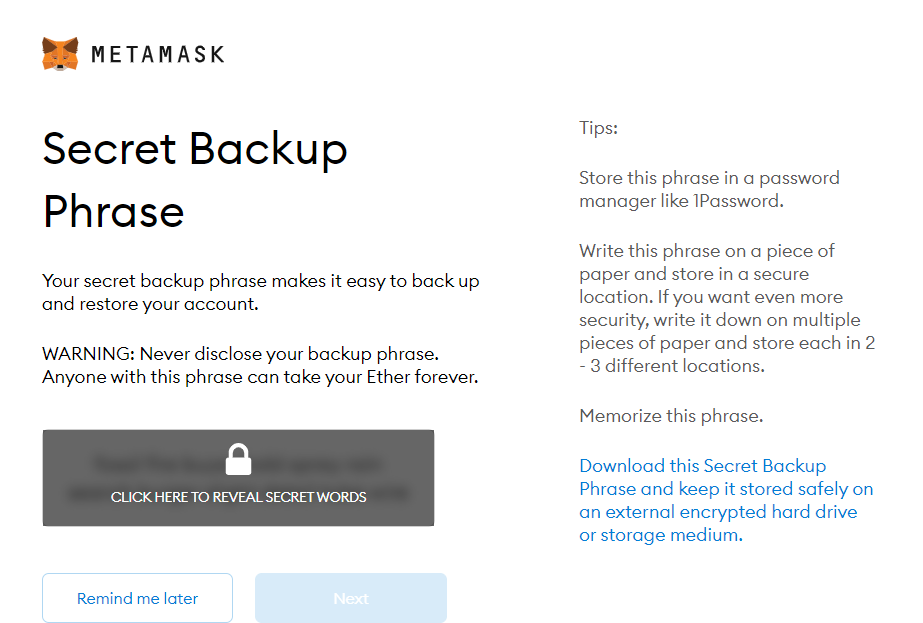 METAMASK
Secret Backup
Phrase
Your secret backup phrase makes it easy to back up
and restore your account.
WARNING: Never disclose your backup phrase.
Anyone with this phrase can take your Ether forever.
CLICK HERE TO REVEAL SECRET WORDS
Remind me later
Next
Tips:
Store this phrase in a password
manager like 1Password.
Write this phrase on a piece of
paper and store in a secure
location. If you want even more
security, write it down on multiple
pieces of paper and store each in 2
- 3 different locations.
Memorize this phrase.
Download this Secret Backup
Phrase and keep it stored safely on
an external encrypted hard drive
or storage medium.